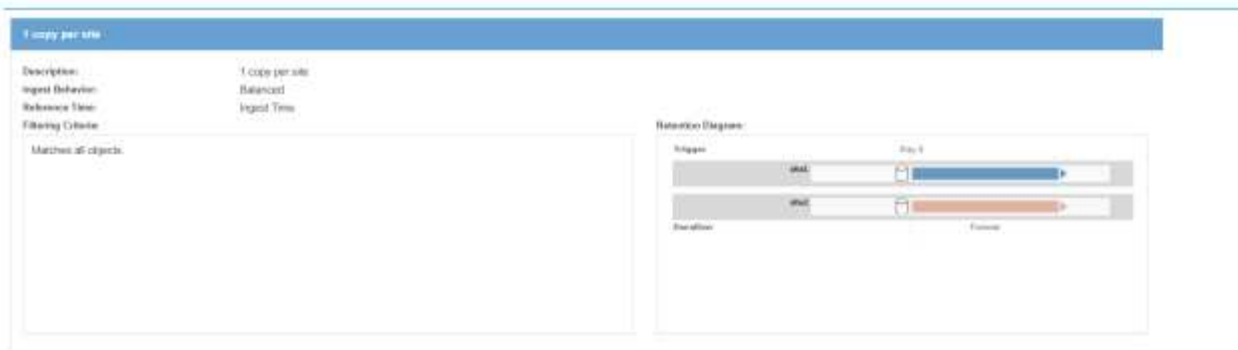 1 copy per site
Description: 1 copy per site
Ingest Behavior: Balanced
Reference Time: Ingest Time
Filtering Criteria:
Matches all objects.
Retention Diagram:
Trigger Day 0
Duration Forever